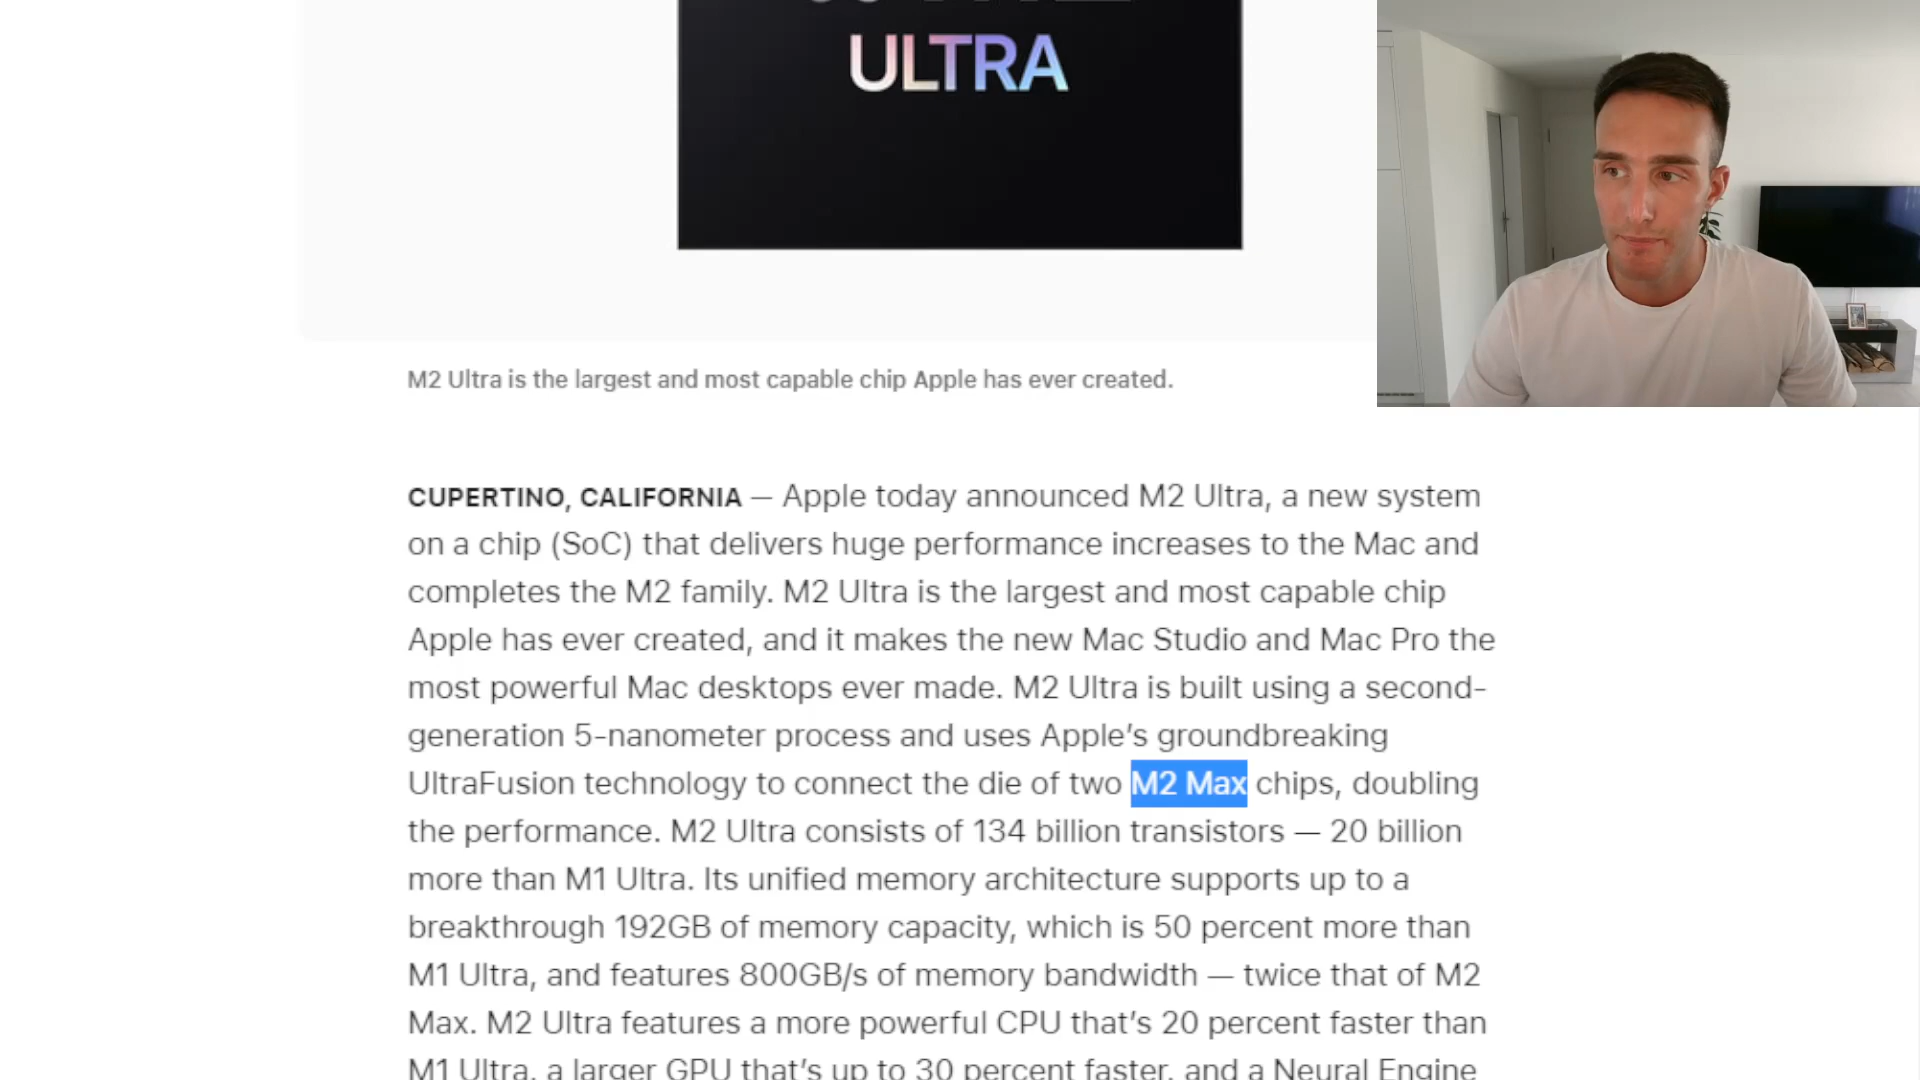 ULTRA
M2 Ultra is the largest and most capable chip Apple has ever created.
CUPERTINO, CALIFORNIA — Apple today announced M2 Ultra, a new system
on a chip (SoC) that delivers huge performance increases to the Mac and
completes the M2 family. M2 Ultra is the largest and most capable chip
Apple has ever created, and it makes the new Mac Studio and Mac Pro the
most powerful Mac desktops ever made. M2 Ultra is built using a second-
generation 5-nanometer process and uses Apple’s groundbreaking
UltraFusion technology to connect the die of two M2 Max chips, doubling
the performance. M2 Ultra consists of 134 billion transistors — 20 billion
more than M1 Ultra. Its unified memory architecture supports up to a
breakthrough 192GB of memory capacity, which is 50 percent more than
M1 Ultra, and features 800GB/s of memory bandwidth — twice that of M2
Max. M2 Ultra features a more powerful CPU that’s 20 percent faster than
M1 Ultra, a larger GPU that’s up to 30 percent faster, and a Neural Engine